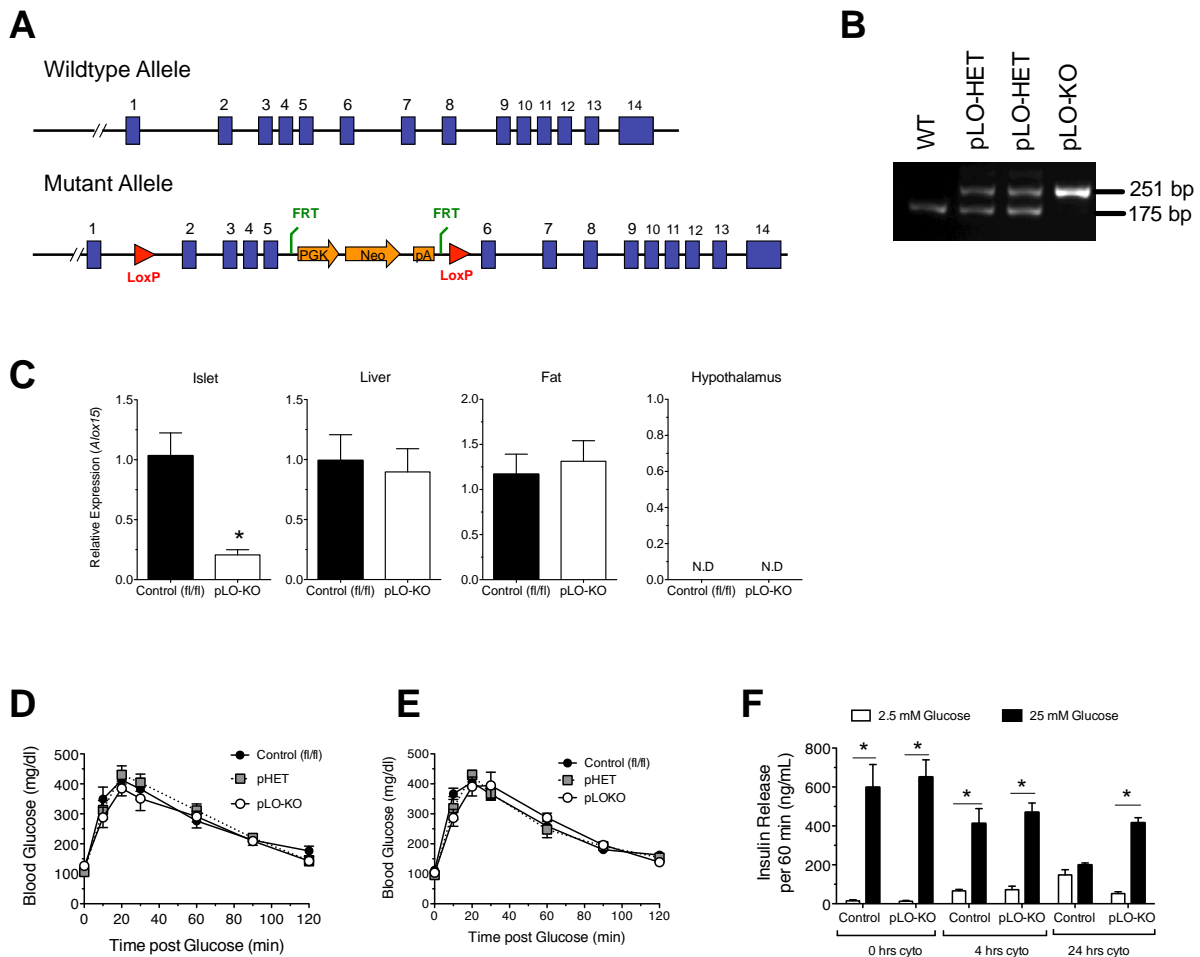 A
Wildtype Allele
1 2 3 4 5 6 7 8 9 10 11 12 13 14
Mutant Allele
1 2 3 4 5 6 7 8 9 10 11 12 13 14
FRT FRT
PGK Neo pA
LoxP LoxP
B
WT pLO-HET pLO-HET pLO-KO
251 bp
175 bp
C
Islet Liver Fat Hypothalamus
Relative Expression (Alox15)
1.5
1.0
0.5
0.0
*
Control (fl/fl) pLO-KO
1.5
1.0
0.5
0.0
Control (fl/fl) pLO-KO
2.0
1.5
1.0
0.5
0.0
Control (fl/fl) pLO-KO
1.0
0.8
0.6
0.4
0.2
0.0
N.D N.D
Control (fl/fl) pLO-KO
D
Blood Glucose (mg/dl)
500
400
300
200
100
0
0 20 40 60 80 100 120
Time post Glucose (min)
Control (fl/fl)
pHET
pLO-KO
E
Blood Glucose (mg/dl)
500
400
300
200
100
0
0 20 40 60 80 100 120
Time post Glucose (min)
Control (fl/fl)
pHET
pLOKO
F
2.5 mM Glucose 25 mM Glucose
Insulin Release
per 60 min (ng/mL)
800
600
400
200
0
* * * * *
Control pLO-KO Control pLO-KO Control pLO-KO
0 hrs cyto 4 hrs cyto 24 hrs cyto